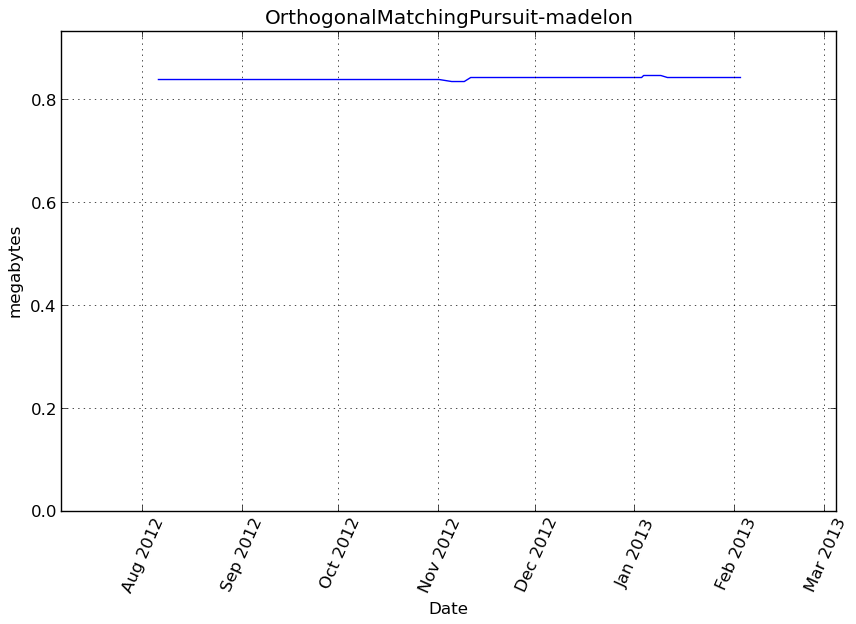 OrthogonalMatchingPursuit-madelon
megabytes
0.8
0.6
0.4
0.2
0.0
Aug 2012
Sep 2012
Oct 2012
Nov 2012
Dec 2012
Jan 2013
Feb 2013
Mar 2013
Date